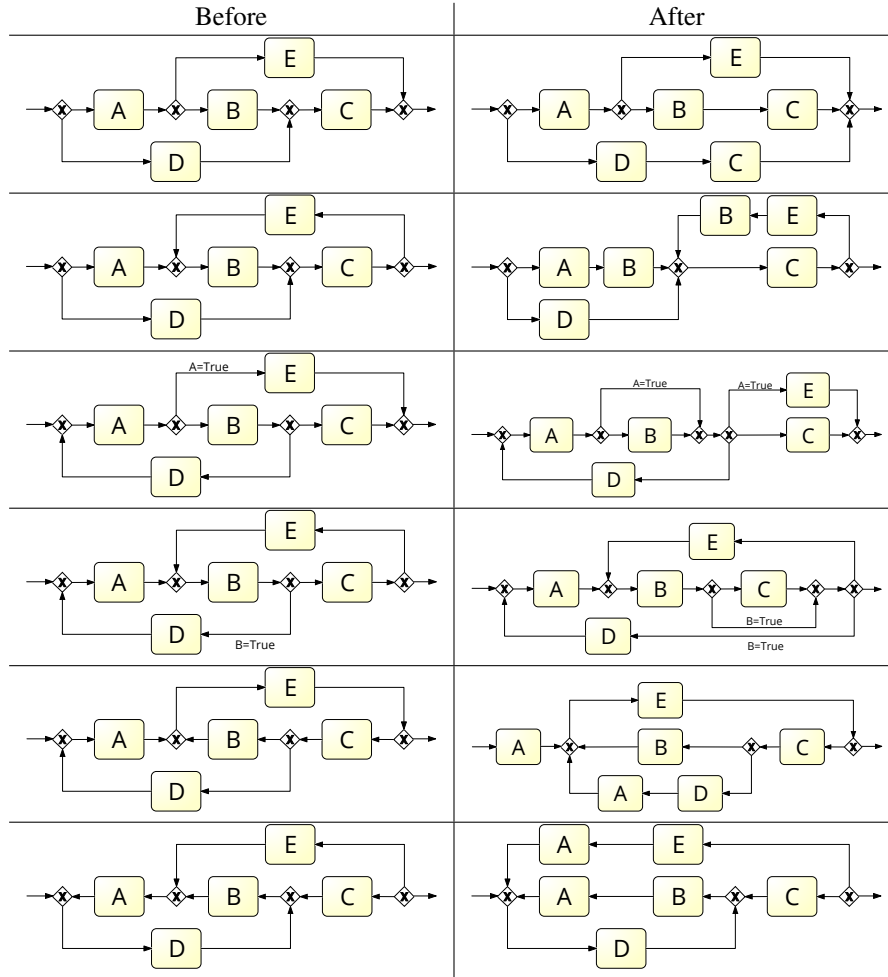 Before After
E E
A B C A B C
D D C
E B E
A B C A B C
D D
A=True E A=True A=True E
A B C A B C
D D
E E
A B C A B C
D B=True D B=True B=True
E E
A B C A B C
D A D
E A E
A B C A B C
D D